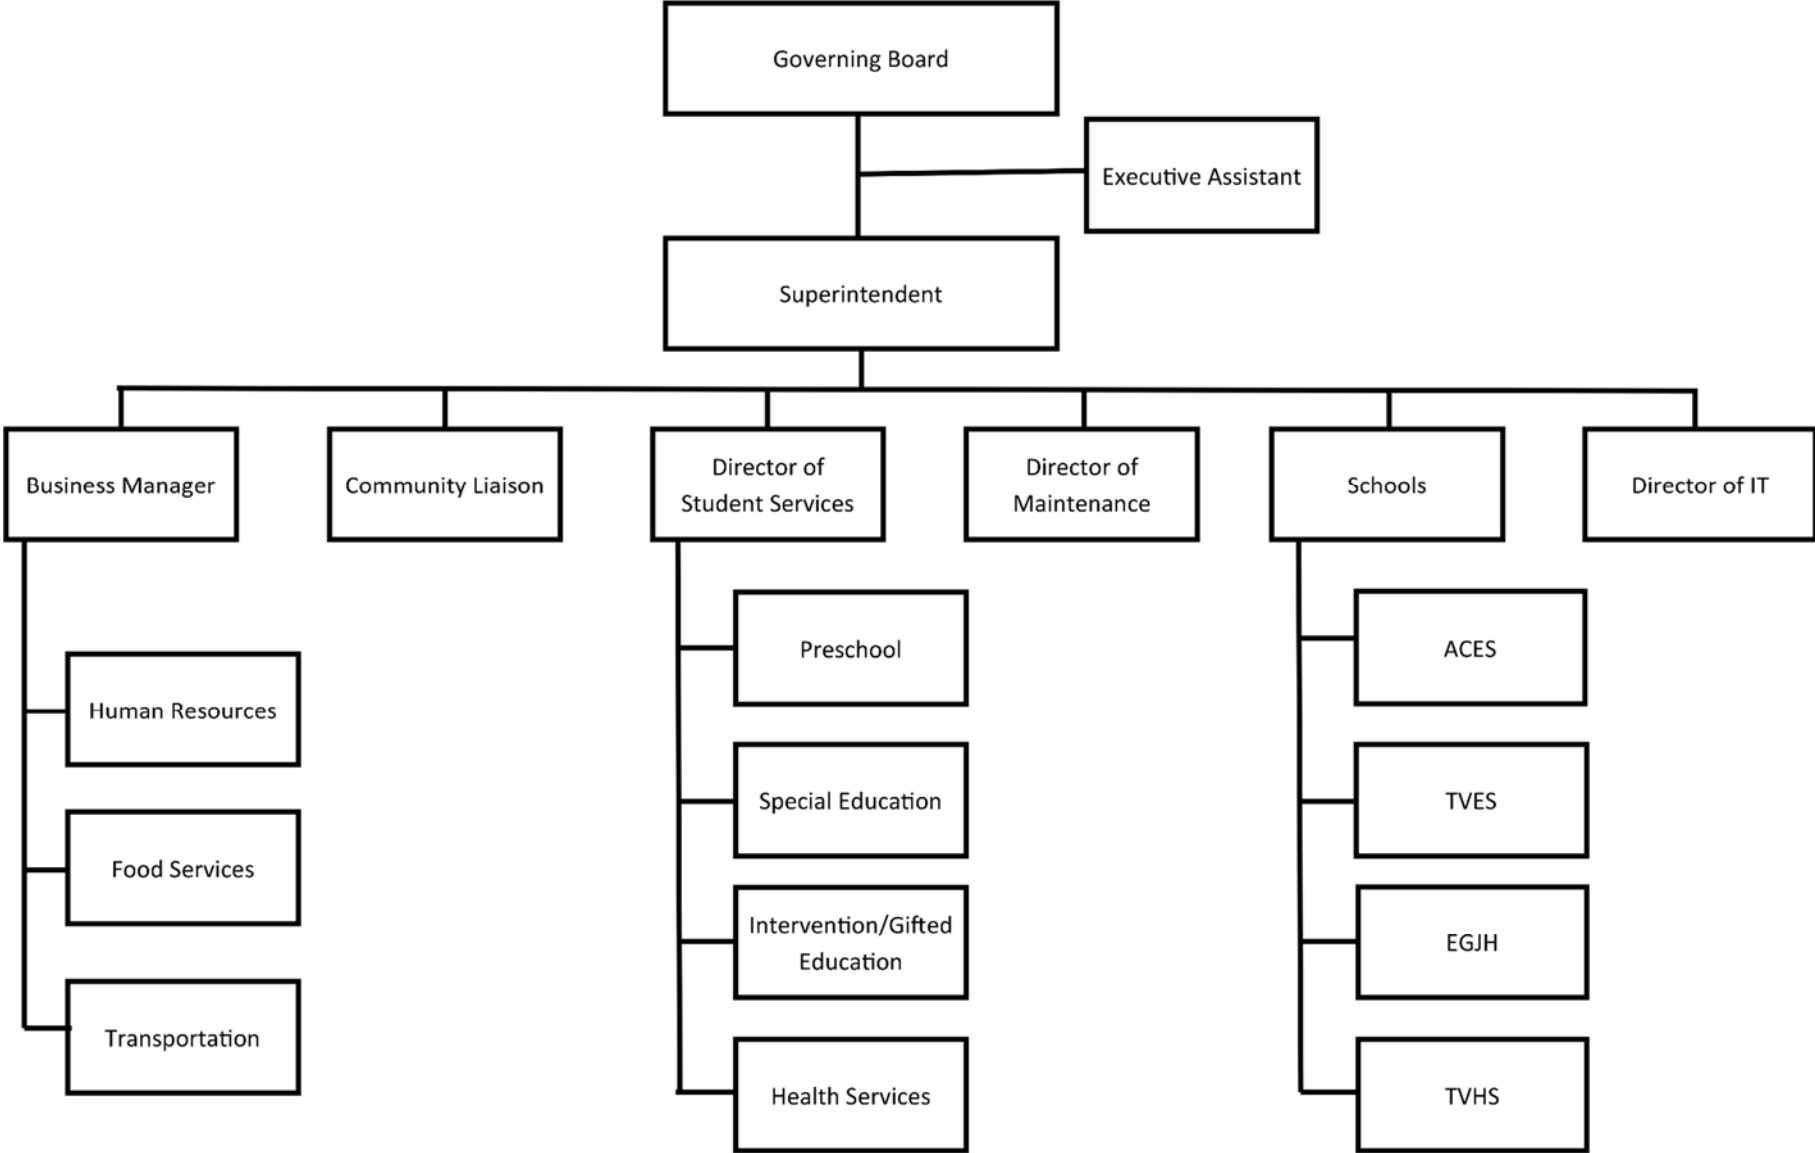 Governing Board
Executive Assistant
Superintendent
Business Manager
Community Liaison
Director of
Student Services
Director of
Maintenance
Schools
Director of IT
Human Resources
Food Services
Transportation
Preschool
Special Education
Intervention/Gifted
Education
Health Services
ACES
TVES
EGJH
TVHS